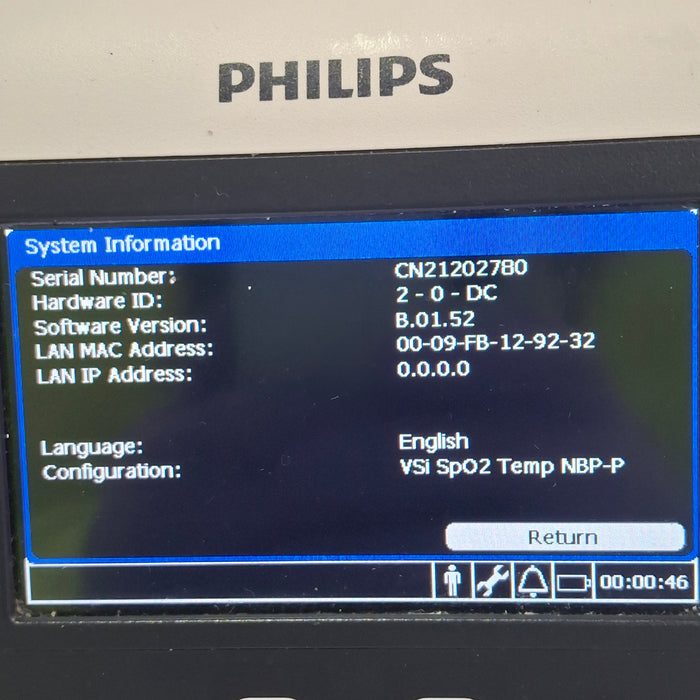 PHILIPS
System Information
Serial Number: CN21202780
Hardware ID: 2 - 0 - DC
Software Version: B.01.52
LAN MAC Address: 00-09-FB-12-92-32
LAN IP Address: 0.0.0.0
Language: English
Configuration: VSi SpO2 Temp NBP-P
Return
00:00:46